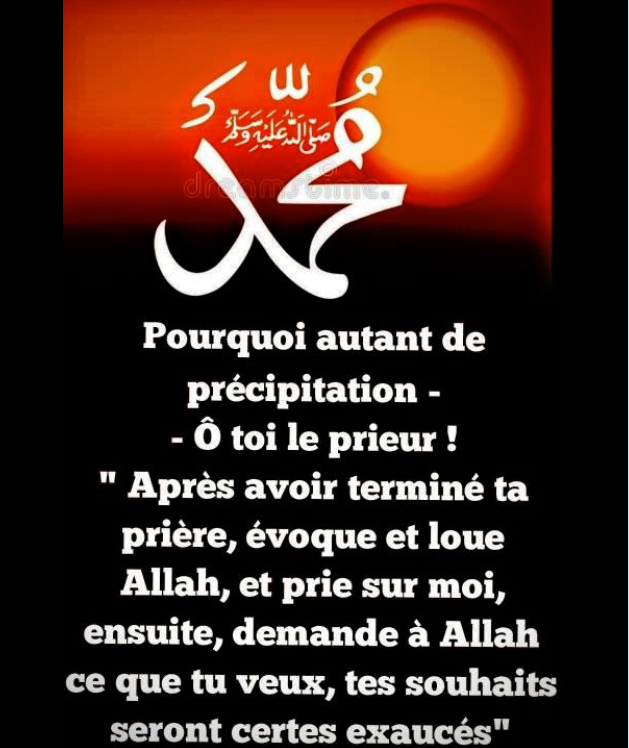 محمد
صلى الله عليه وسلم
dreamstime.
Pourquoi autant de
précipitation -
- Ô toi le prieur !
" Après avoir terminé ta
prière, évoque et loue
Allah, et prie sur moi,
ensuite, demande à Allah
ce que tu veux, tes souhaits
seront certes exaucés"